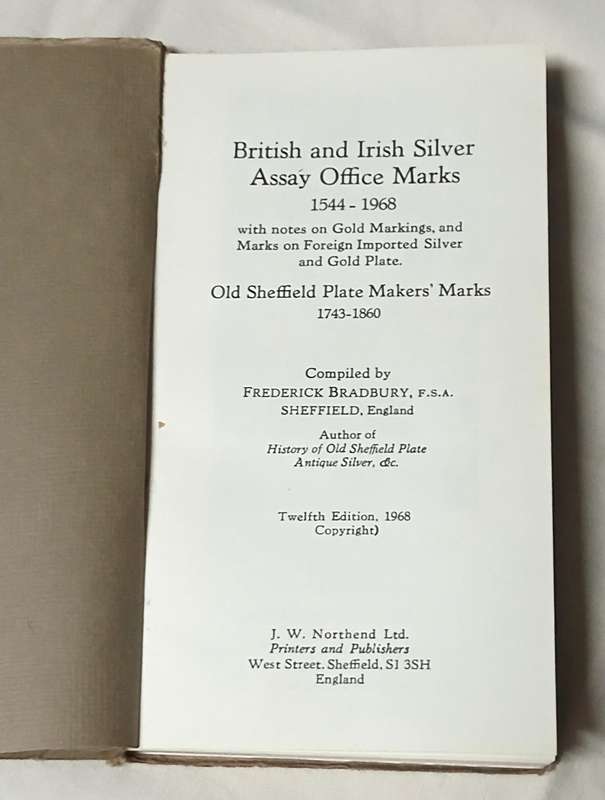 British and Irish Silver
Assay Office Marks
1544 - 1968
with notes on Gold Markings, and
Marks on Foreign Imported Silver
and Gold Plate.
Old Sheffield Plate Makers' Marks
1743-1860
Compiled by
FREDERICK BRADBURY, F.S.A.
SHEFFIELD, England
Author of
History of Old Sheffield Plate
Antique Silver, &c.
Twelfth Edition, 1968
Copyright)
J. W. Northend Ltd.
Printers and Publishers
West Street. Sheffield, S1 3SH
England